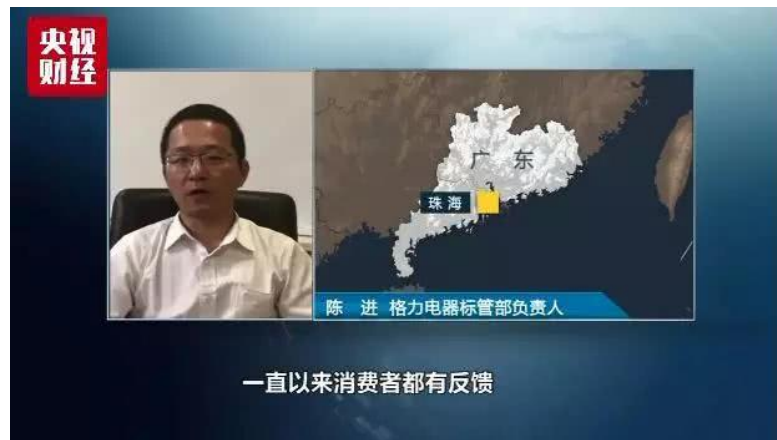 央视
财经
广东
珠海
陈 进 格力电器标管部负责人
一直以来消费者都有反馈